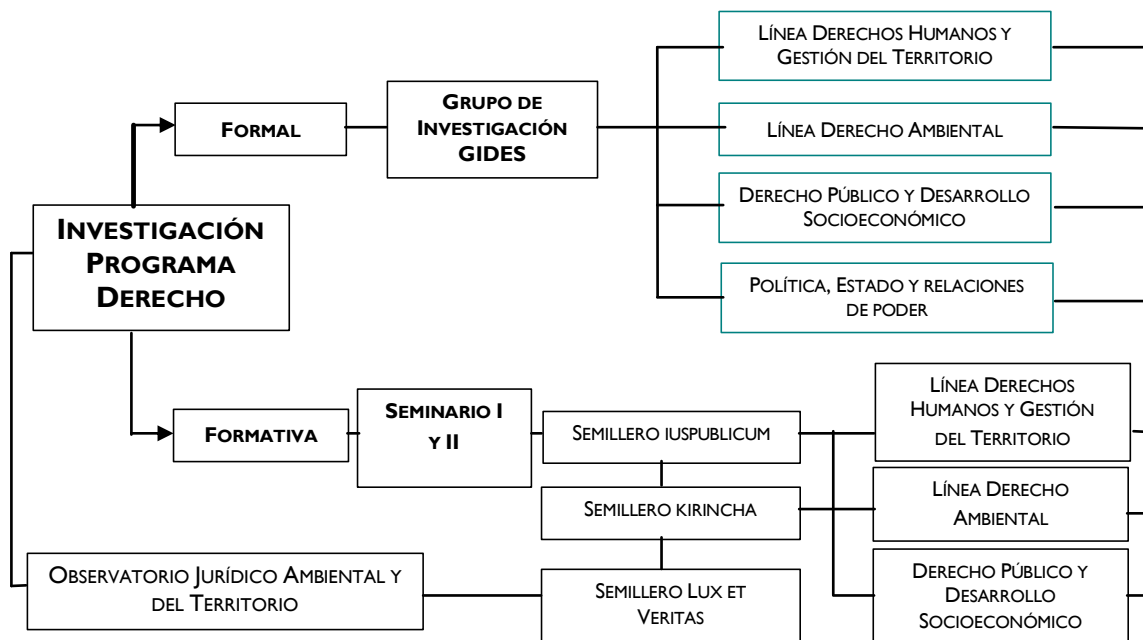 LÍNEA DERECHOS HUMANOS Y
GESTIÓN DEL TERRITORIO
FORMAL
GRUPO DE
INVESTIGACIÓN
GIDES
LÍNEA DERECHO AMBIENTAL
DERECHO PÚBLICO Y DESARROLLO
SOCIOECONÓMICO
POLÍTICA, ESTADO Y RELACIONES
DE PODER
INVESTIGACIÓN
PROGRAMA
DERECHO
FORMATIVA
SEMINARIO I
Y II
SEMILLERO IUSPUBLICUM
SEMILLERO KIRINCHA
SEMILLERO LUX ET
VERITAS
LÍNEA DERECHOS
HUMANOS Y GESTIÓN
DEL TERRITORIO
LÍNEA DERECHO
AMBIENTAL
DERECHO PÚBLICO Y
DESARROLLO
SOCIOECONÓMICO
OBSERVATORIO JURÍDICO AMBIENTAL Y
DEL TERRITORIO